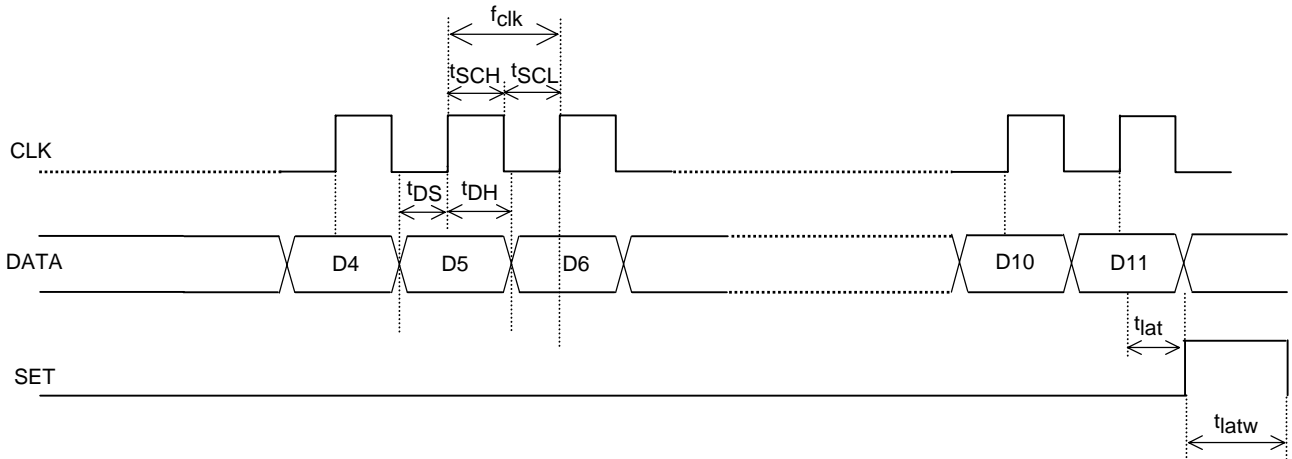 fclk
tSCH tSCL
CLK
tDS tDH
DATA D4 D5 D6 D10 D11
tlat
SET
tlatw